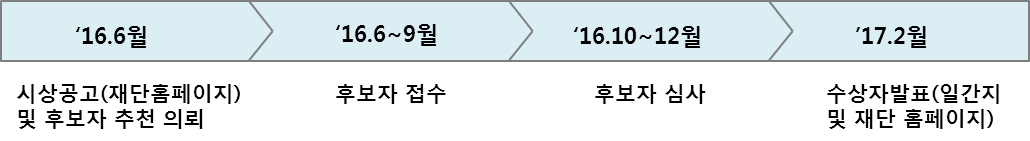 ‘16.6월
‘16.6~9월
‘16.10~12월
’17.2월
시상공고(재단홈페이지)
및 후보자 추천 의뢰
후보자 접수
후보자 심사
수상자발표(일간지
및 재단 홈페이지)